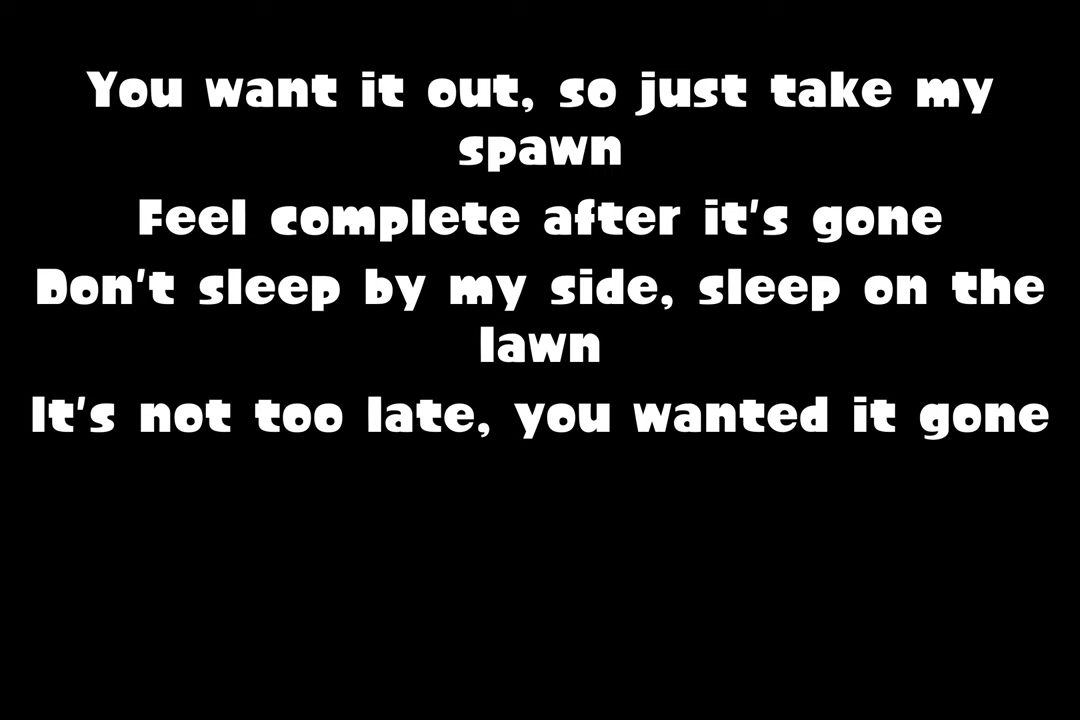 You want it out, so just take my
spawn
Feel complete after it's gone
Don't sleep by my side, sleep on the
lawn
It's not too late, you wanted it gone